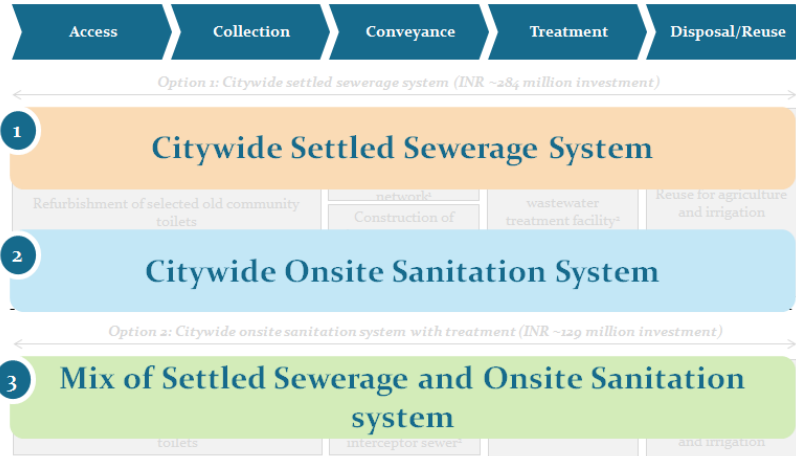 Access Collection Conveyance Treatment Disposal/Reuse
Option 1: Citywide settled sewerage system (INR ~284 million investment)
1
Citywide Settled Sewerage System
network¹
Refurbishment of selected old community
toilets
Construction of
wastewater
treatment facility²
Reuse for agriculture
and irrigation
2
Citywide Onsite Sanitation System
Option 2: Citywide onsite sanitation system with treatment (INR ~129 million investment)
3
Mix of Settled Sewerage and Onsite Sanitation
system
toilets
interceptor sewer²
and irrigation